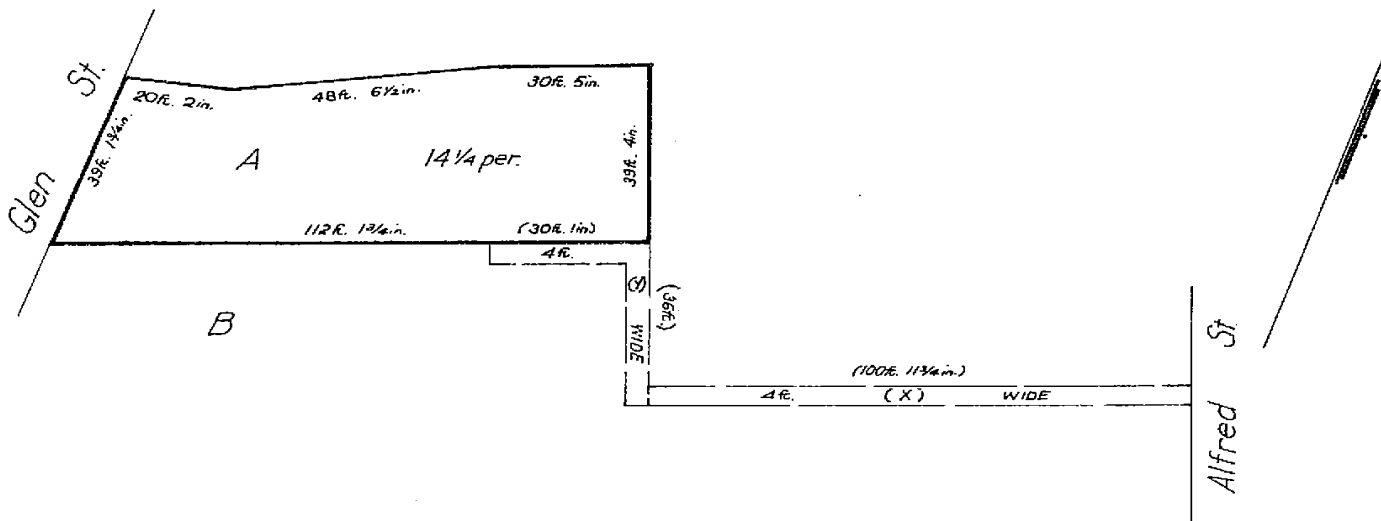 Glen St.
20ft. 2in.
48ft. 6½in.
30ft. 5in.
39ft. 1¾in.
A
14¼ per.
39ft. 4in.
112ft. 1¾in.
(30ft. 1in)
4ft.
(Y)
WIDE
(36ft)
B
(100ft. 11¾in.)
4ft. (X) WIDE
Alfred St.